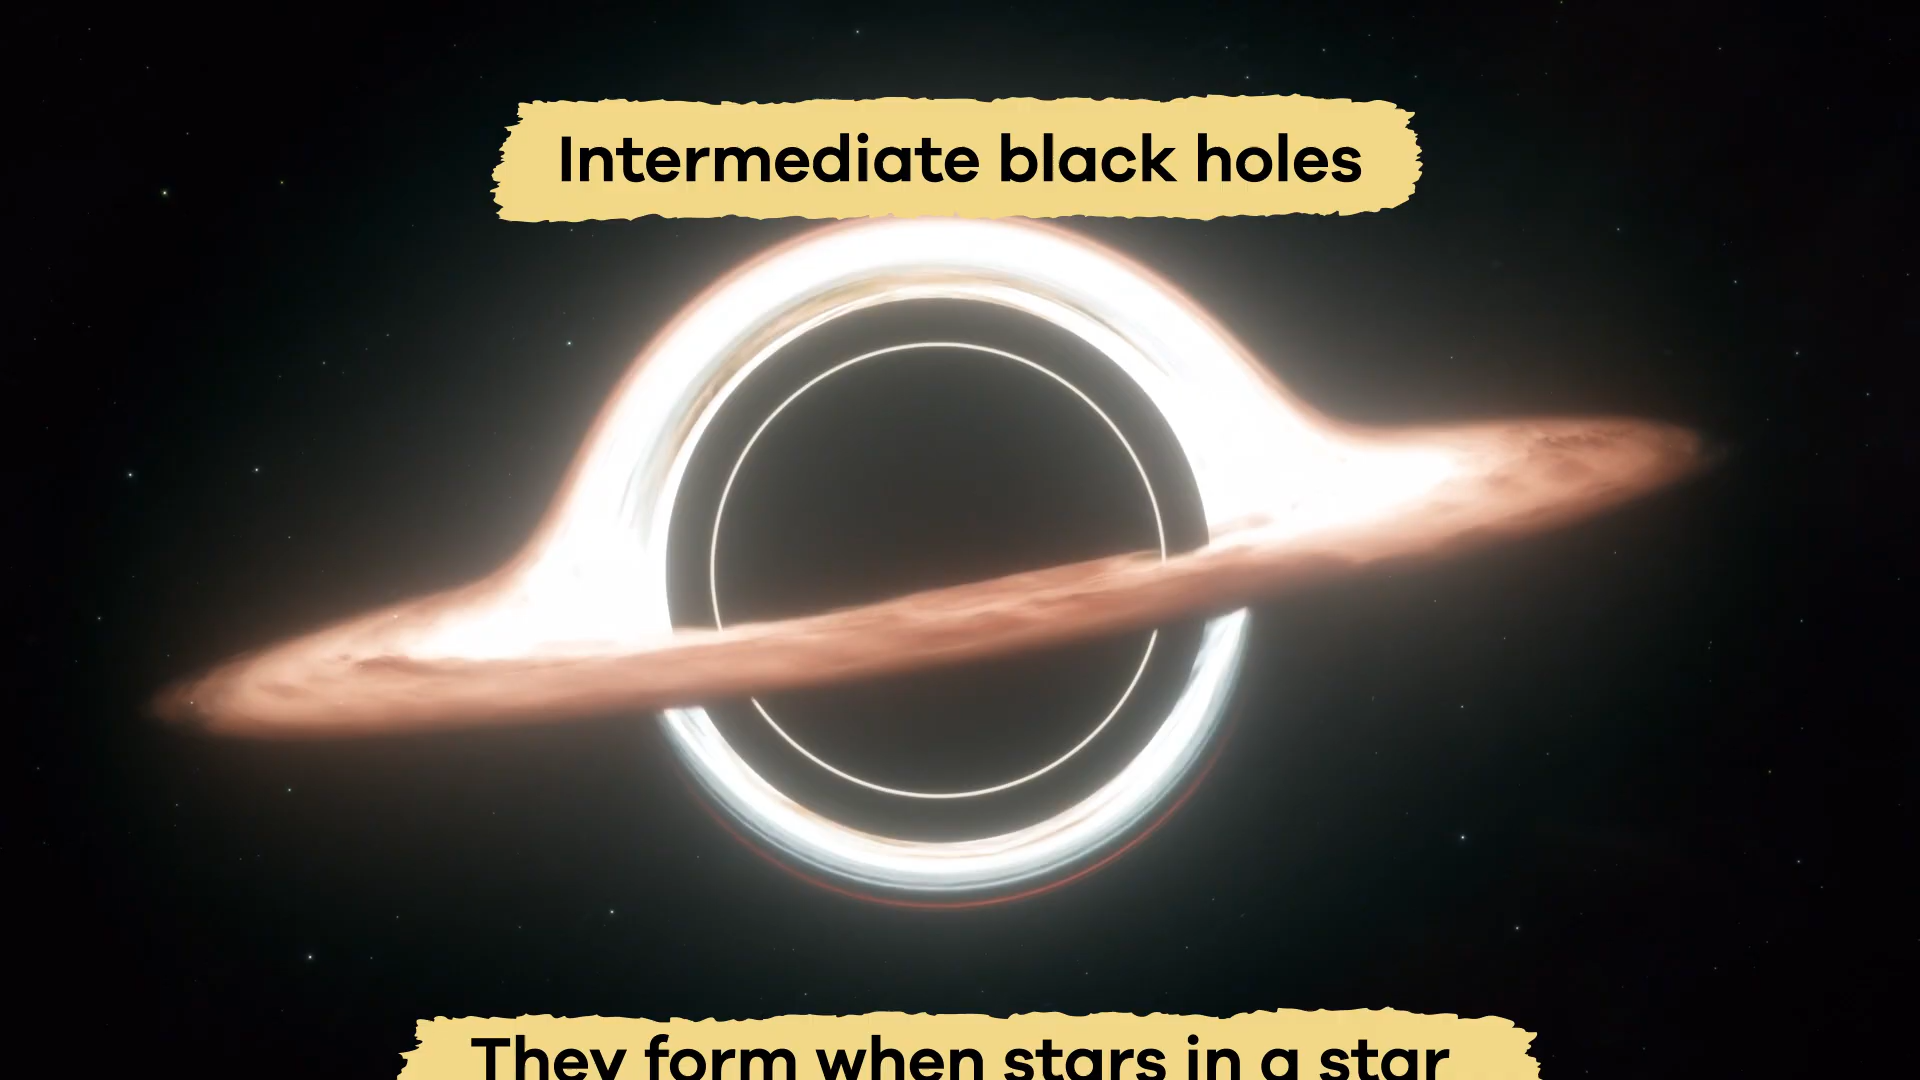 Intermediate black holes
They form when stars in a star